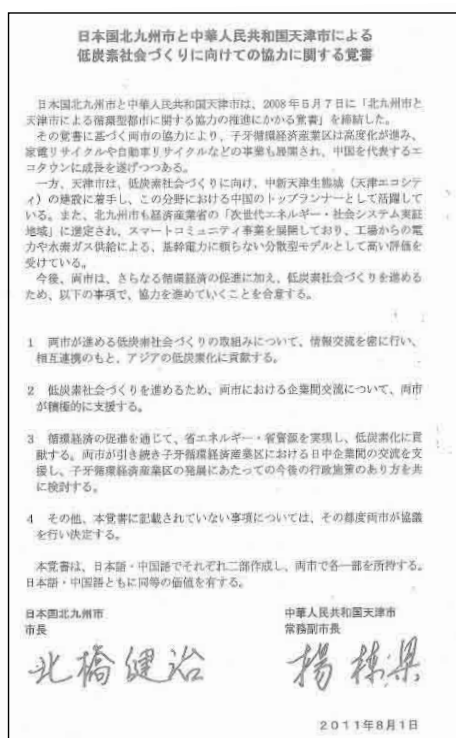 日本国北九州市と中華人民共和国天津市による
低炭素社会づくりに向けての協力に関する覚書
日本国北九州市と中華人民共和国天津市は、2008年5月7日に「北九州市と
天津市による循環型都市に関する協力の推進にかかる覚書」を締結した。
その覚書に基づく両市の協力により、子牙循環経済産業区は高度化が進み、
家電リサイクルや自動車リサイクルなどの事業も展開され、中国を代表するエ
コタウンに成長を遂げつつある。
一方、天津市は、低炭素社会づくりに向け、中新天津生態城（天津エコシテ
ィ）の建設に着手し、この分野における中国のトップランナーとして活躍して
いる。また、北九州市も経済産業省の「次世代エネルギー・社会システム実証
地域」に選定され、スマートコミュニティ事業を展開しており、工場からの電
力や水素ガス供給による、基幹電力に頼らない分散型モデルとして高い評価を
受けている。
今後、両市は、さらなる循環経済の促進に加え、低炭素社会づくりを進める
ため、以下の事項で、協力を進めていくことを合意する。
1 両市が進める低炭素社会づくりの取組みについて、情報交流を密に行い、
相互連携のもと、アジアの低炭素化に貢献する。
2 低炭素社会づくりを進めるため、両市における企業間交流について、両市
が積極的に支援する。
3 循環経済の促進を通じて、省エネルギー・省資源を実現し、低炭素化に貢
献する。両市が引き続き子牙循環経済産業区における日中企業間の交流を支
援し、子牙循環経済産業区の発展にあたっての今後の行政施策のあり方を共
に検討する。
4 その他、本覚書に記載されていない事項については、その都度両市が協議
を行い決定する。
本覚書は、日本語・中国語でそれぞれ二部作成し、両市で各一部を所持する。
日本語・中国語ともに同等の価値を有する。
日本国北九州市
市長
北橋健治
中華人民共和国天津市
常務副市長
楊棟梁
2011年8月1日